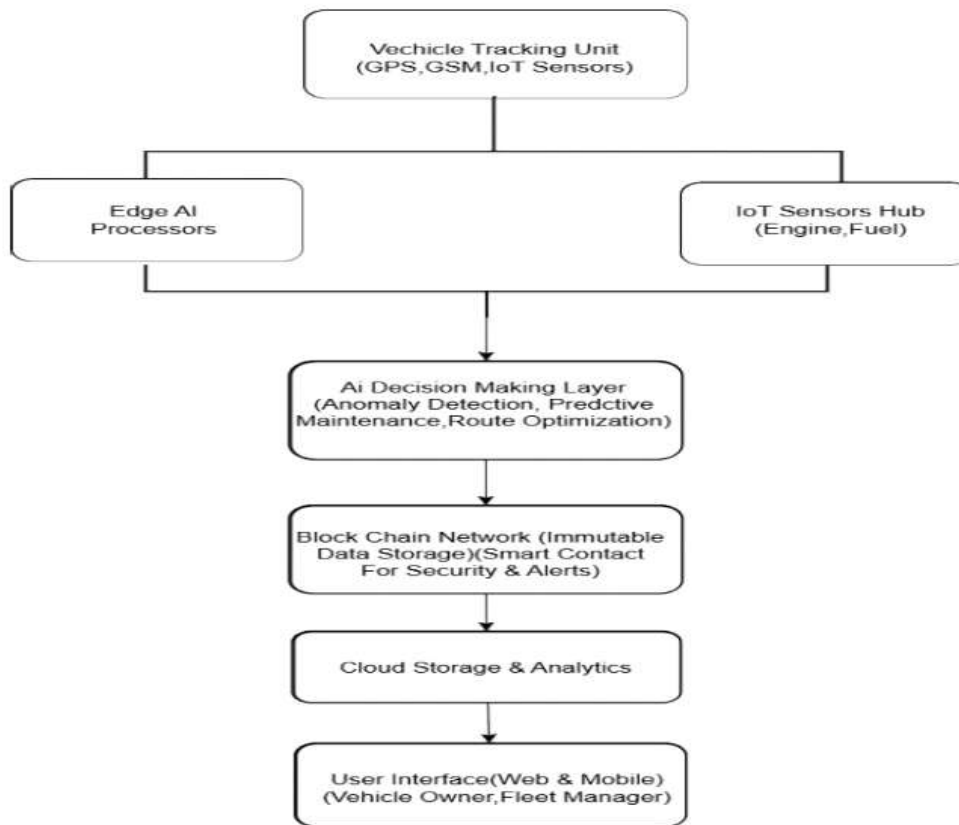 Vechicle Tracking Unit
(GPS,GSM,IoT Sensors)
Edge AI
Processors
IoT Sensors Hub
(Engine,Fuel)
Ai Decision Making Layer
(Anomaly Detection, Predctive
Maintenance,Route Optimization)
Block Chain Network (Immutable
Data Storage)(Smart Contact
For Security & Alerts)
Cloud Storage & Analytics
User Interface(Web & Mobile)
(Vehicle Owner,Fleet Manager)